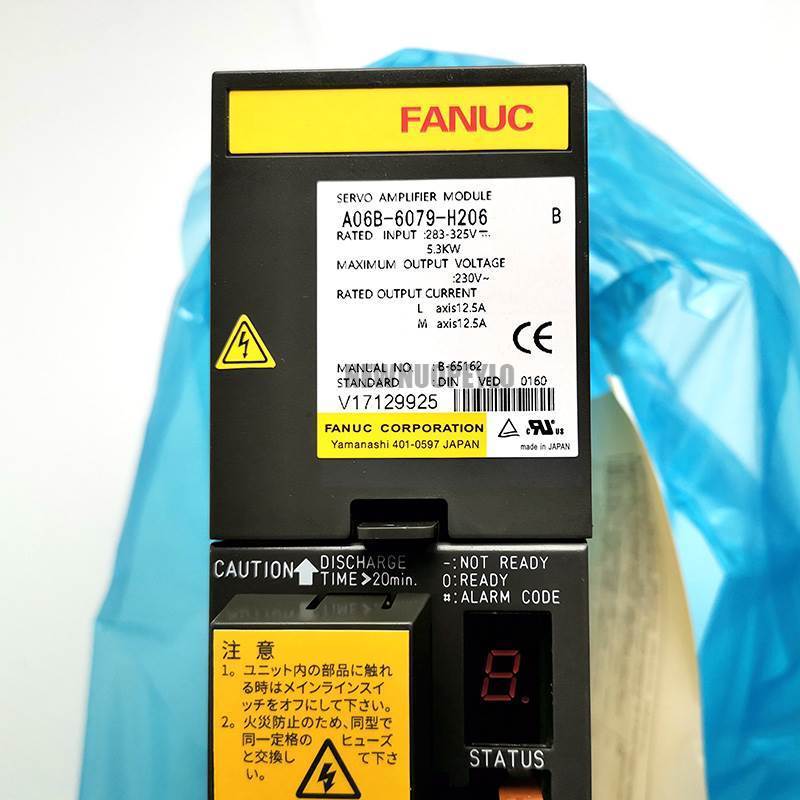 FANUC
SERVO AMPLIFIER MODULE
A06B-6079-H206 B
RATED INPUT :283-325V⎓
5.3KW
MAXIMUM OUTPUT VOLTAGE
:230V~
RATED OUTPUT CURRENT
L axis12.5A
M axis12.5A
CE
MANUAL NO. B-65162
STANDARD DIN VED 0160
V17129925
FANUC CORPORATION
Yamanashi 401-0597 JAPAN
c RU US
made in JAPAN
CAUTION DISCHARGE
TIME>20min.
-:NOT READY
0:READY
#:ALARM CODE
注意
1。ユニット内の部品に触れ
る時はメインラインスイ
ッチをオフにして下さい。
2。火災防止のため、同型で
同一定格の ヒューズ
と交換し て下さ
い。
8.
STATUS